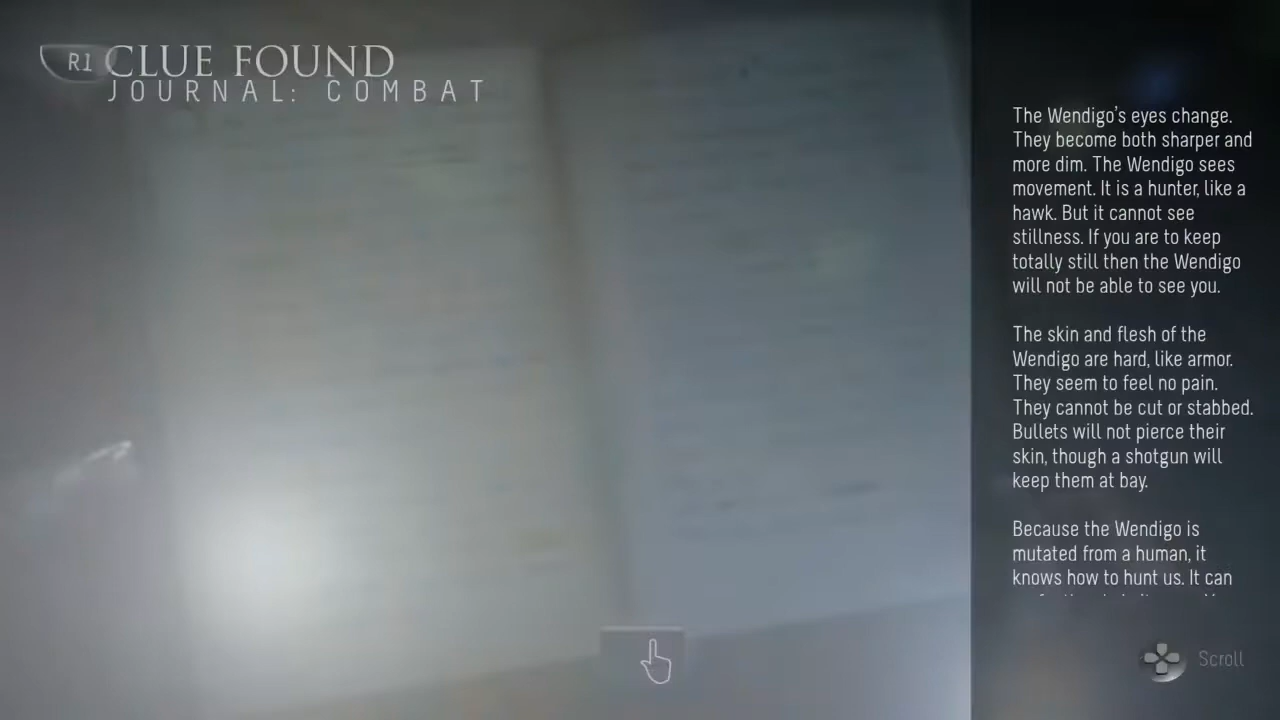 R1 CLUE FOUND
JOURNAL: COMBAT
The Wendigo's eyes change.
They become both sharper and
more dim. The Wendigo sees
movement. It is a hunter, like a
hawk. But it cannot see
stillness. If you are to keep
totally still then the Wendigo
will not be able to see you.
The skin and flesh of the
Wendigo are hard, like armor.
They seem to feel no pain.
They cannot be cut or stabbed.
Bullets will not pierce their
skin, though a shotgun will
keep them at bay.
Because the Wendigo is
mutated from a human, it
knows how to hunt us. It can
Scroll